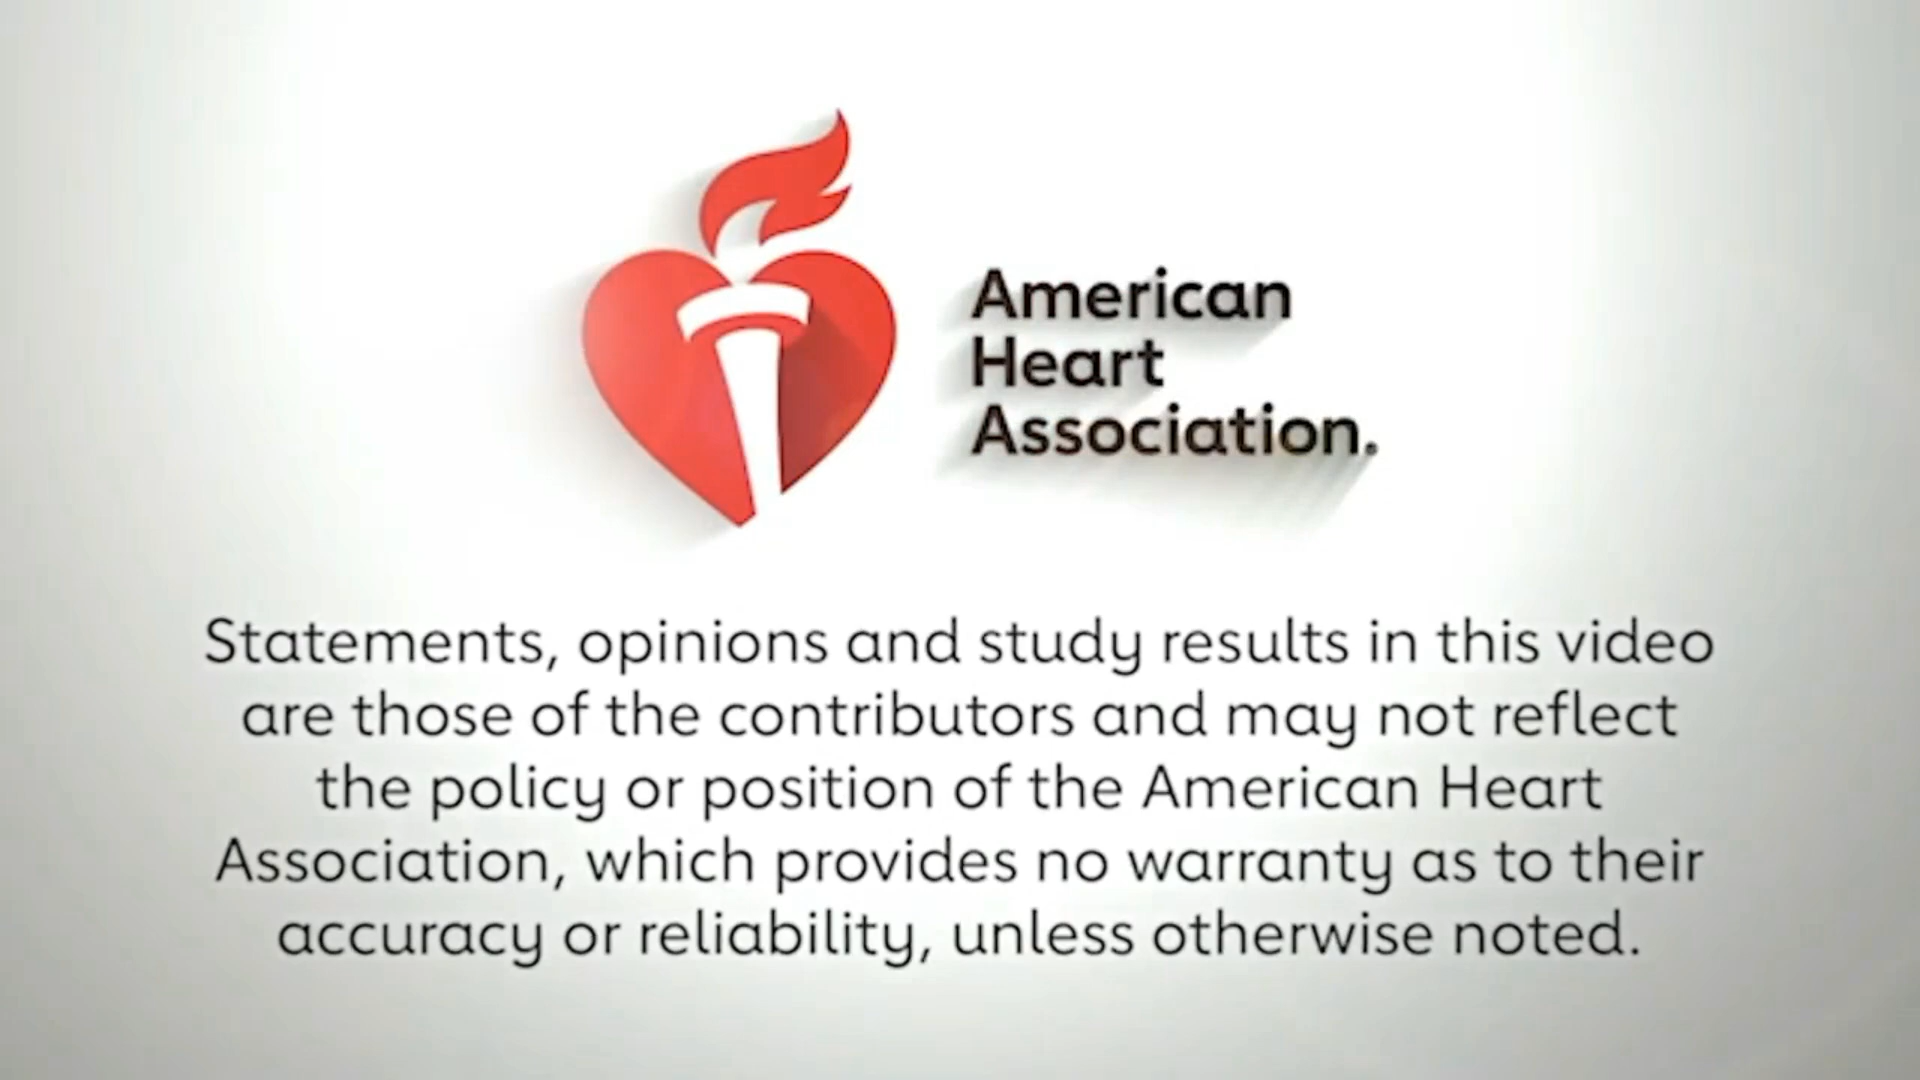 American
Heart
Association.
Statements, opinions and study results in this video
are those of the contributors and may not reflect
the policy or position of the American Heart
Association, which provides no warranty as to their
accuracy or reliability, unless otherwise noted.